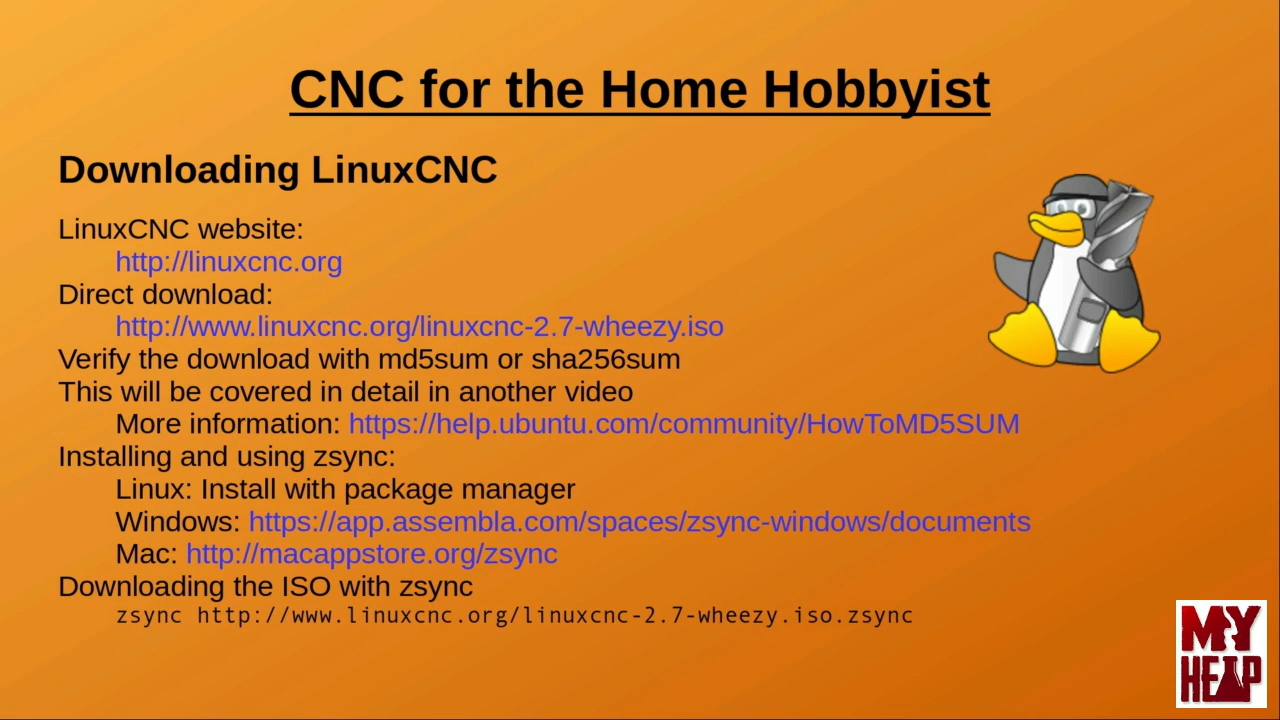 CNC for the Home Hobbyist
Downloading LinuxCNC
LinuxCNC website:
http://linuxcnc.org
Direct download:
http://www.linuxcnc.org/linuxcnc-2.7-wheezy.iso
Verify the download with md5sum or sha256sum
This will be covered in detail in another video
More information: https://help.ubuntu.com/community/HowToMD5SUM
Installing and using zsync:
Linux: Install with package manager
Windows: https://app.assembla.com/spaces/zsync-windows/documents
Mac: http://macappstore.org/zsync
Downloading the ISO with zsync
zsync http://www.linuxcnc.org/linuxcnc-2.7-wheezy.iso.zsync
MY
HEAP